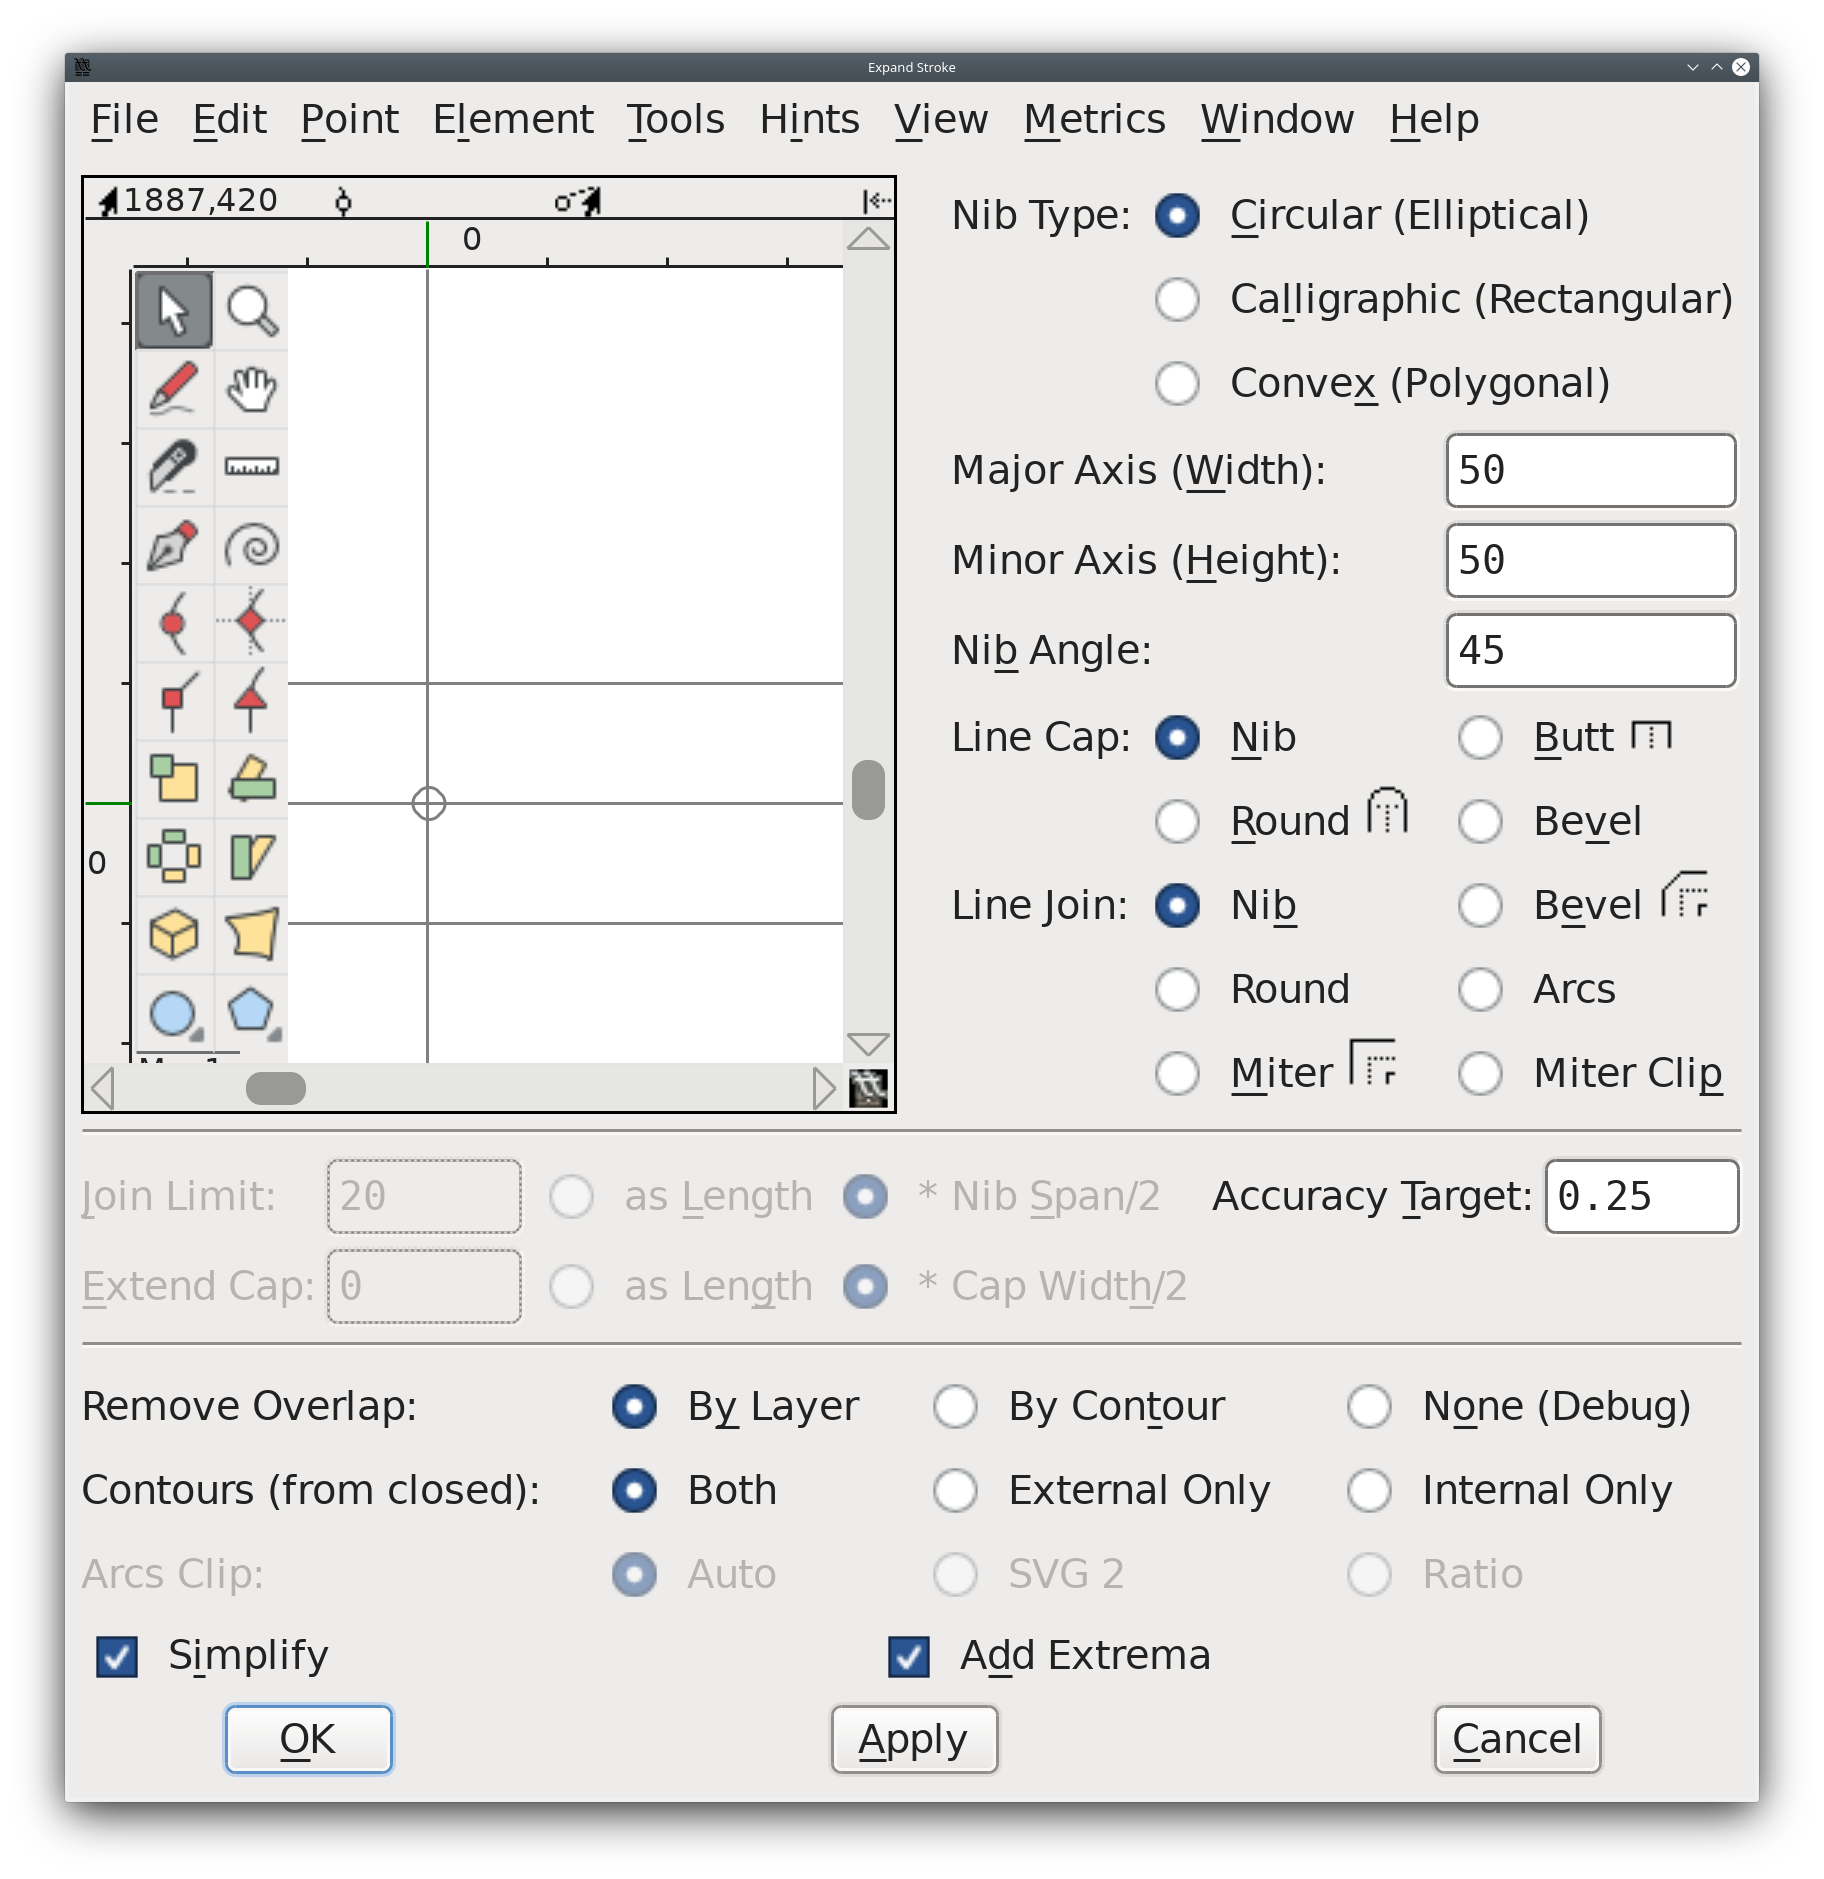 Expand Stroke
File Edit Point Element Tools Hints View Metrics Window Help
1887,420
0
0
Nib Type: Circular (Elliptical)
Calligraphic (Rectangular)
Convex (Polygonal)
Major Axis (Width): 50
Minor Axis (Height): 50
Nib Angle: 45
Line Cap: Nib Butt
Round Bevel
Line Join: Nib Bevel
Round Arcs
Miter Miter Clip
Join Limit: 20 as Length * Nib Span/2 Accuracy Target: 0.25
Extend Cap: 0 as Length * Cap Width/2
Remove Overlap: By Layer By Contour None (Debug)
Contours (from closed): Both External Only Internal Only
Arcs Clip: Auto SVG 2 Ratio
Simplify Add Extrema
OK Apply Cancel